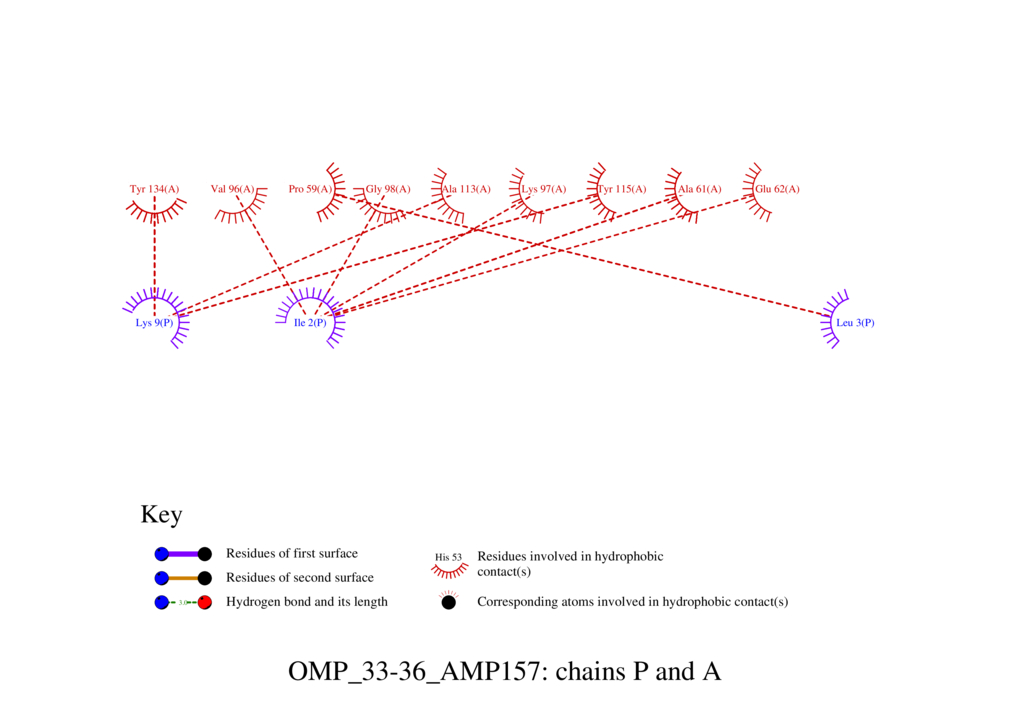 Tyr 134(A) Val 96(A) Pro 59(A) Gly 98(A) Ala 113(A) Lys 97(A) Tyr 115(A) Ala 61(A) Glu 62(A)
Lys 9(P) Ile 2(P) Leu 3(P)
Key
Residues of first surface
Residues of second surface
3.0
Hydrogen bond and its length
His 53
Residues involved in hydrophobic
contact(s)
Corresponding atoms involved in hydrophobic contact(s)
OMP_33-36_AMP157: chains P and A